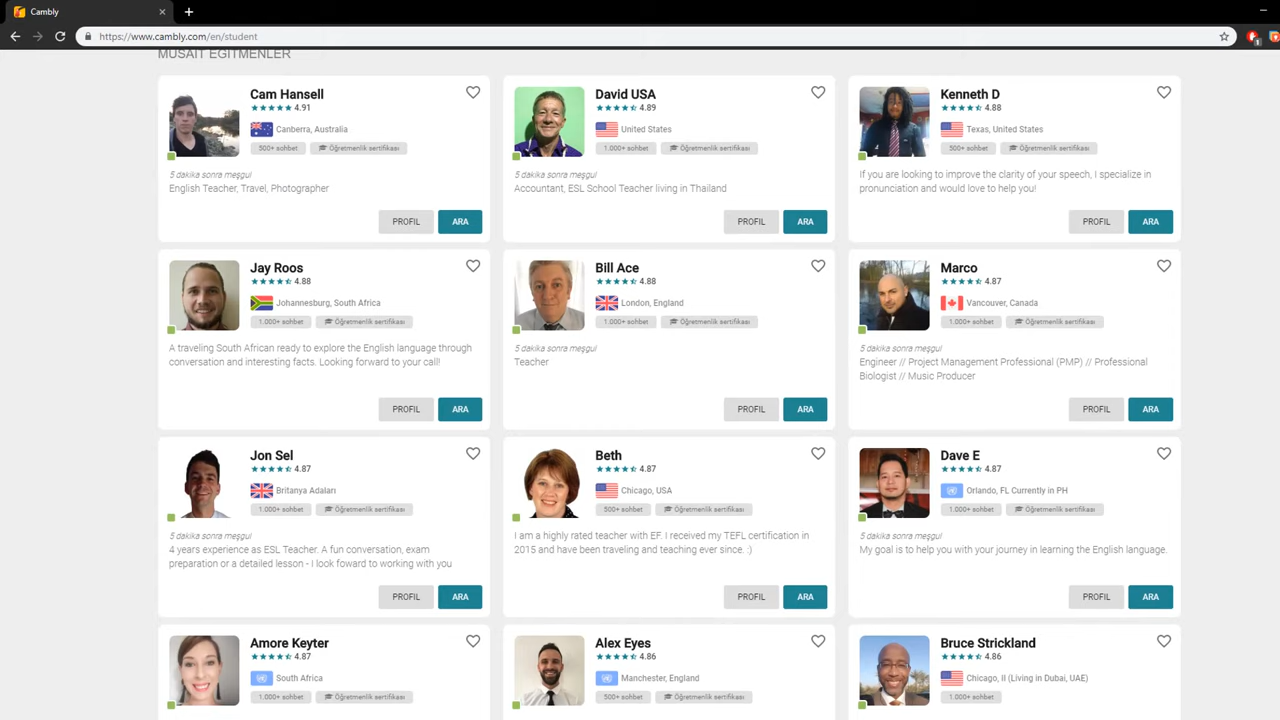 Cambly
https://www.cambly.com/en/student
MÜSAİT EĞİTMENLER
Cam Hansell
4.91
Canberra, Australia
500+ sohbet
Öğretmenlik sertifikası
5 dakika sonra meşgul
English Teacher, Travel, Photographer
PROFIL
ARA
David USA
4.89
United States
1.000+ sohbet
Öğretmenlik sertifikası
5 dakika sonra meşgul
Accountant, ESL School Teacher living in Thailand
PROFIL
ARA
Kenneth D
4.88
Texas, United States
500+ sohbet
Öğretmenlik sertifikası
If you are looking to improve the clarity of your speech, I specialize in
pronunciation and would love to help you!
PROFIL
ARA
Jay Roos
4.88
Johannesburg, South Africa
1.000+ sohbet
Öğretmenlik sertifikası
A traveling South African ready to explore the English language through
conversation and interesting facts. Looking forward to your call!
PROFIL
ARA
Bill Ace
4.88
London, England
1.000+ sohbet
Öğretmenlik sertifikası
5 dakika sonra meşgul
Teacher
PROFIL
ARA
Marco
4.87
Vancouver, Canada
1.000+ sohbet
Öğretmenlik sertifikası
5 dakika sonra meşgul
Engineer // Project Management Professional (PMP) // Professional
Biologist // Music Producer
PROFIL
ARA
Jon Sel
4.87
Britanya Adaları
1.000+ sohbet
Öğretmenlik sertifikası
5 dakika sonra meşgul
4 years experience as ESL Teacher. A fun conversation, exam
preparation or a detailed lesson - I look foward to working with you
PROFIL
ARA
Beth
4.87
Chicago, USA
500+ sohbet
Öğretmenlik sertifikası
I am a highly rated teacher with EF. I received my TEFL certification in
2015 and have been traveling and teaching ever since. :)
PROFIL
ARA
Dave E
4.87
Orlando, FL Currently in PH
1.000+ sohbet
Öğretmenlik sertifikası
5 dakika sonra meşgul
My goal is to help you with your journey in learning the English language.
PROFIL
ARA
Amore Keyter
4.87
South Africa
1.000+ sohbet
Öğretmenlik sertifikası
Alex Eyes
4.86
Manchester, England
500+ sohbet
Öğretmenlik sertifikası
Bruce Strickland
4.86
Chicago, Il (Living in Dubai, UAE)
1.000+ sohbet